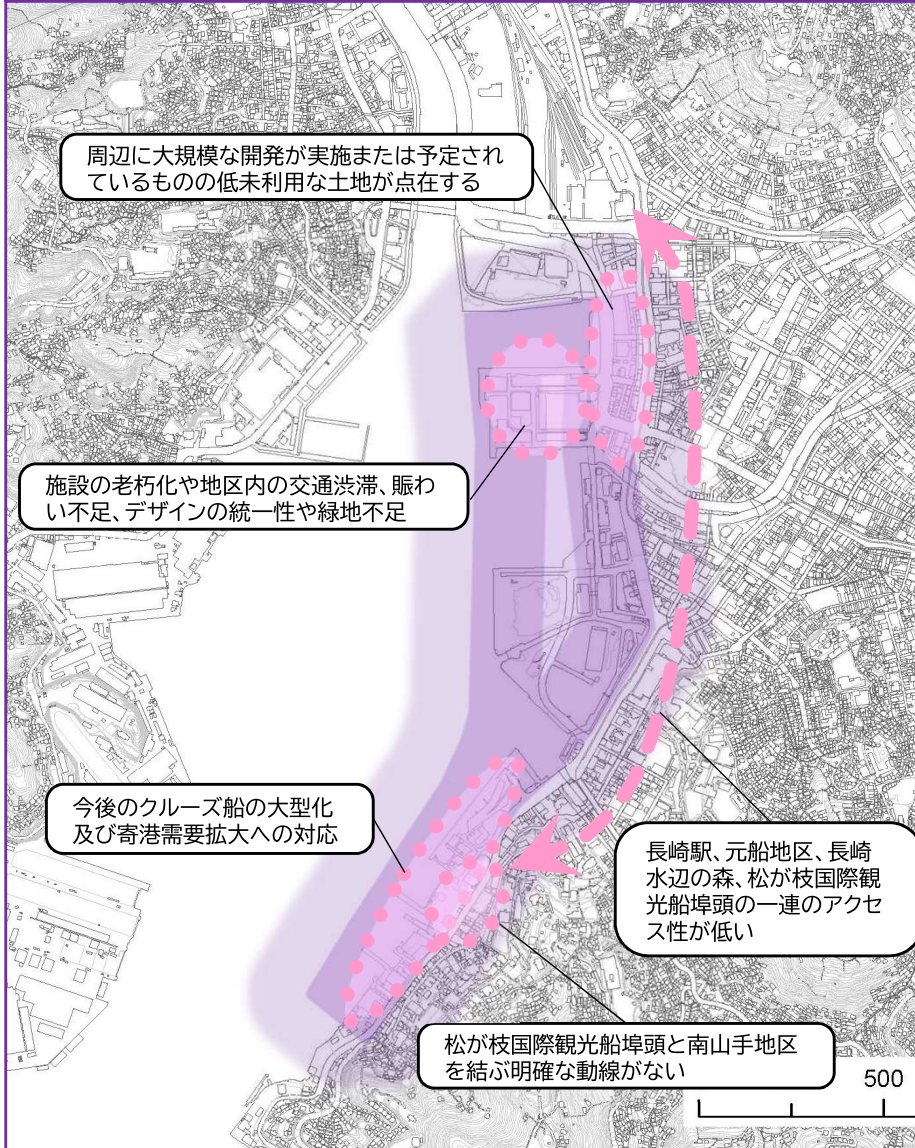 周辺に大規模な開発が実施または予定され
ているものの低未利用な土地が点在する
施設の老朽化や地区内の交通渋滞、賑わ
い不足、デザインの統一性や緑地不足
今後のクルーズ船の大型化
及び寄港需要拡大への対応
長崎駅、元船地区、長崎
水辺の森、松が枝国際観
光船埠頭の一連のアクセ
ス性が低い
松が枝国際観光船埠頭と南山手地区
を結ぶ明確な動線がない
500